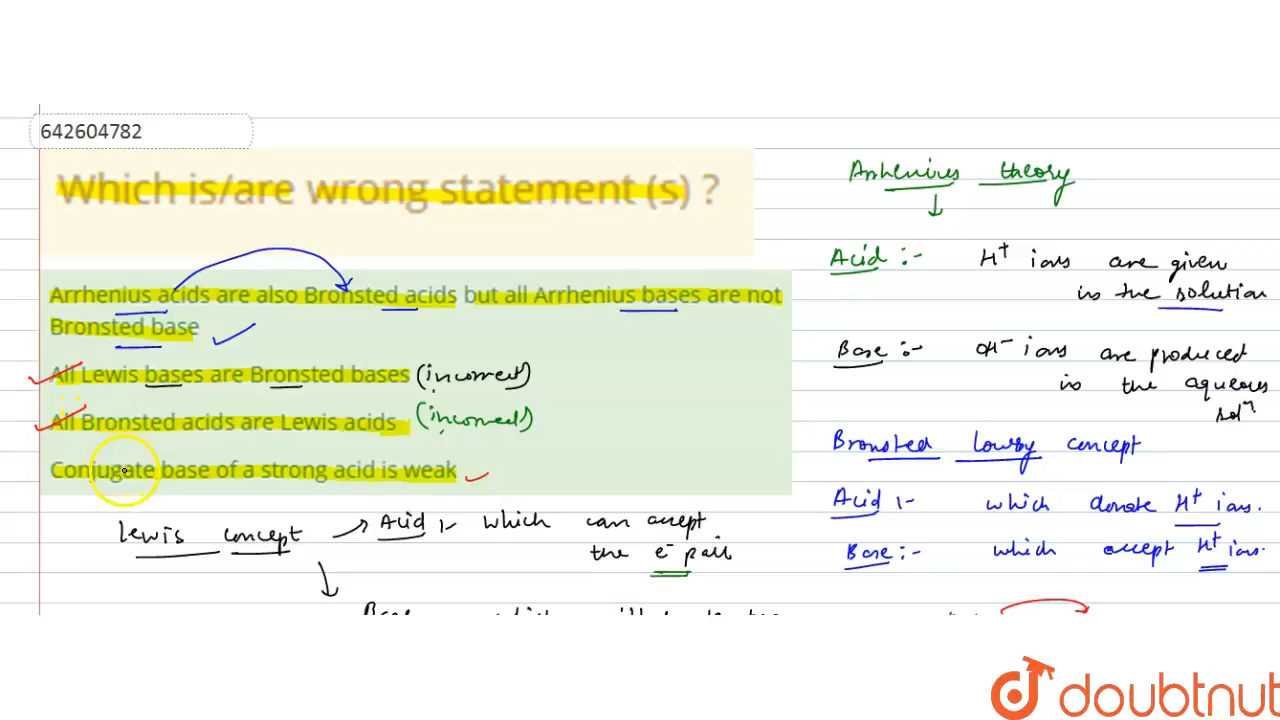 642604782
Which is/are wrong statement (s) ?
Arrhenius acids are also Bronsted acids but all Arrhenius bases are not
Bronsted base
All Lewis bases are Bronsted bases (incorrect)
All Bronsted acids are Lewis acids (incorrect)
Conjugate base of a strong acid is weak
Lewis concept → Acid :- which can accept
the e⁻ pair
Base
Arrhenius theory
↓
Acid :- H⁺ ions are given
in the solution
Base :- OH⁻ ions are produced
in the aqueous
solⁿ
Bronsted lowry concept
Acid :- which donate H⁺ ions.
Base :- which accept H⁺ ions.
doubtnut